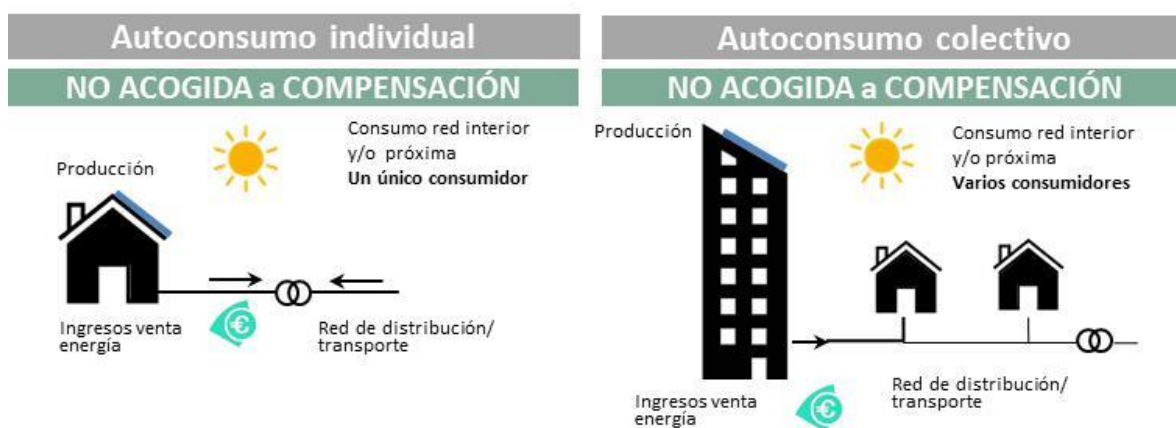 Autoconsumo individual
NO ACOGIDA a COMPENSACIÓN
Consumo red interior
y/o próxima
Un único consumidor
Producción
Ingresos venta
energía
€
Red de distribución/
transporte
Autoconsumo colectivo
NO ACOGIDA a COMPENSACIÓN
Producción
Consumo red interior
y/o próxima
Varios consumidores
Red de distribución/
transporte
Ingresos venta
energía
€